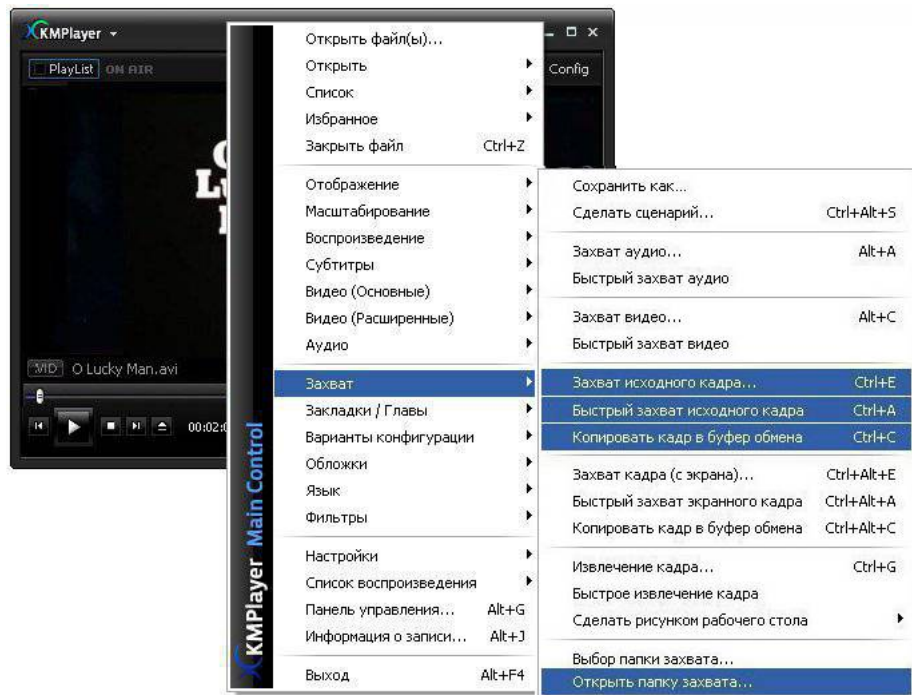 KMPlayer
PlayList ON AIR
Config
O Lucky Man.avi
VID
00:02:
KMPlayer Main Control
Открыть файл(ы)...
Открыть
Список
Избранное
Закрыть файл Ctrl+Z
Отображение
Масштабирование
Воспроизведение
Субтитры
Видео (Основные)
Видео (Расширенные)
Аудио
Захват
Закладки / Главы
Варианты конфигурации
Обложки
Язык
Фильтры
Настройки
Список воспроизведения
Панель управления... Alt+G
Информация о записи... Alt+J
Выход Alt+F4
Сохранить как...
Сделать сценарий... Ctrl+Alt+S
Захват аудио... Alt+A
Быстрый захват аудио
Захват видео... Alt+C
Быстрый захват видео
Захват исходного кадра... Ctrl+E
Быстрый захват исходного кадра Ctrl+A
Копировать кадр в буфер обмена Ctrl+C
Захват кадра (с экрана)... Ctrl+Alt+E
Быстрый захват экранного кадра Ctrl+Alt+A
Копировать кадр в буфер обмена Ctrl+Alt+C
Извлечение кадра... Ctrl+G
Быстрое извлечение кадра
Сделать рисунком рабочего стола
Выбор папки захвата...
Открыть папку захвата...